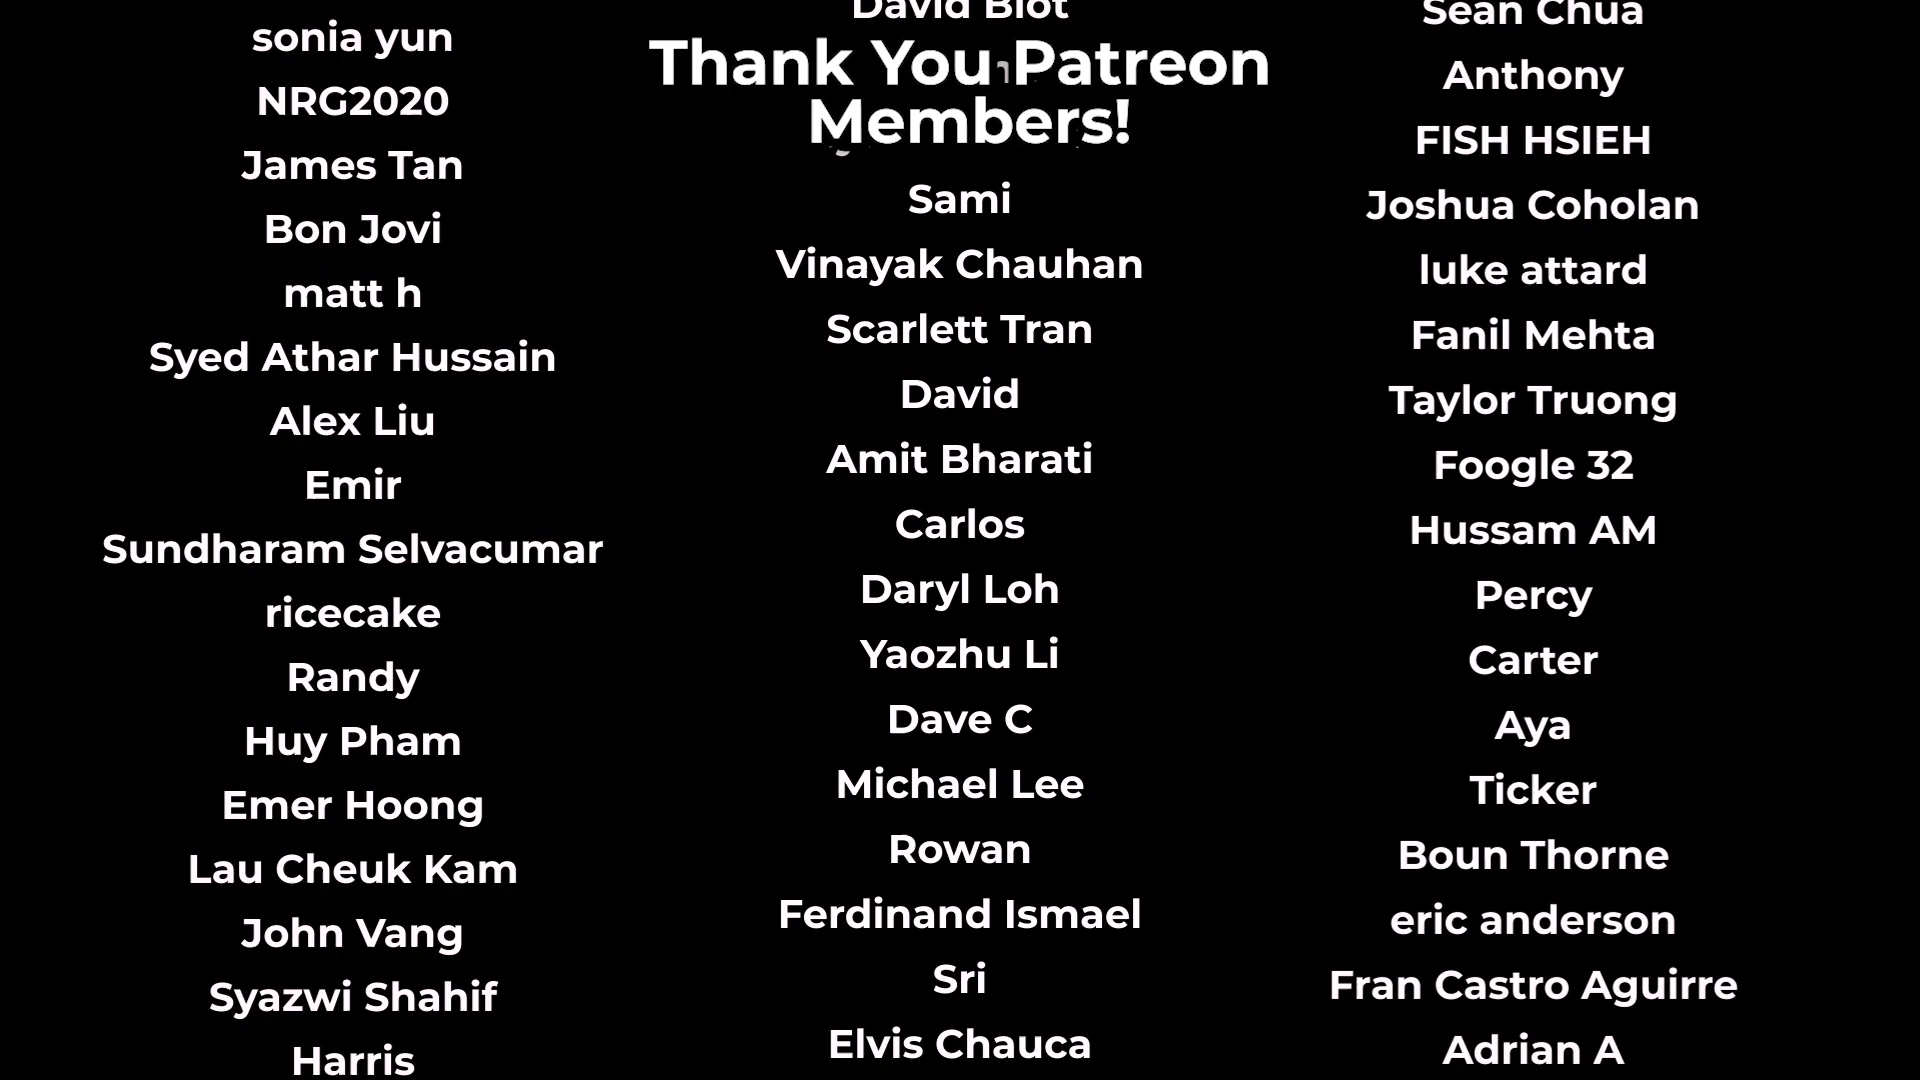 sonia yun
NRG2020
James Tan
Bon Jovi
matt h
Syed Athar Hussain
Alex Liu
Emir
Sundharam Selvacumar
ricecake
Randy
Huy Pham
Emer Hoong
Lau Cheuk Kam
John Vang
Syazwi Shahif
Harris
David Blot
Thank You Patreon
Members!
Sami
Vinayak Chauhan
Scarlett Tran
David
Amit Bharati
Carlos
Daryl Loh
Yaozhu Li
Dave C
Michael Lee
Rowan
Ferdinand Ismael
Sri
Elvis Chauca
Sean Chua
Anthony
FISH HSIEH
Joshua Coholan
luke attard
Fanil Mehta
Taylor Truong
Foogle 32
Hussam AM
Percy
Carter
Aya
Ticker
Boun Thorne
eric anderson
Fran Castro Aguirre
Adrian A